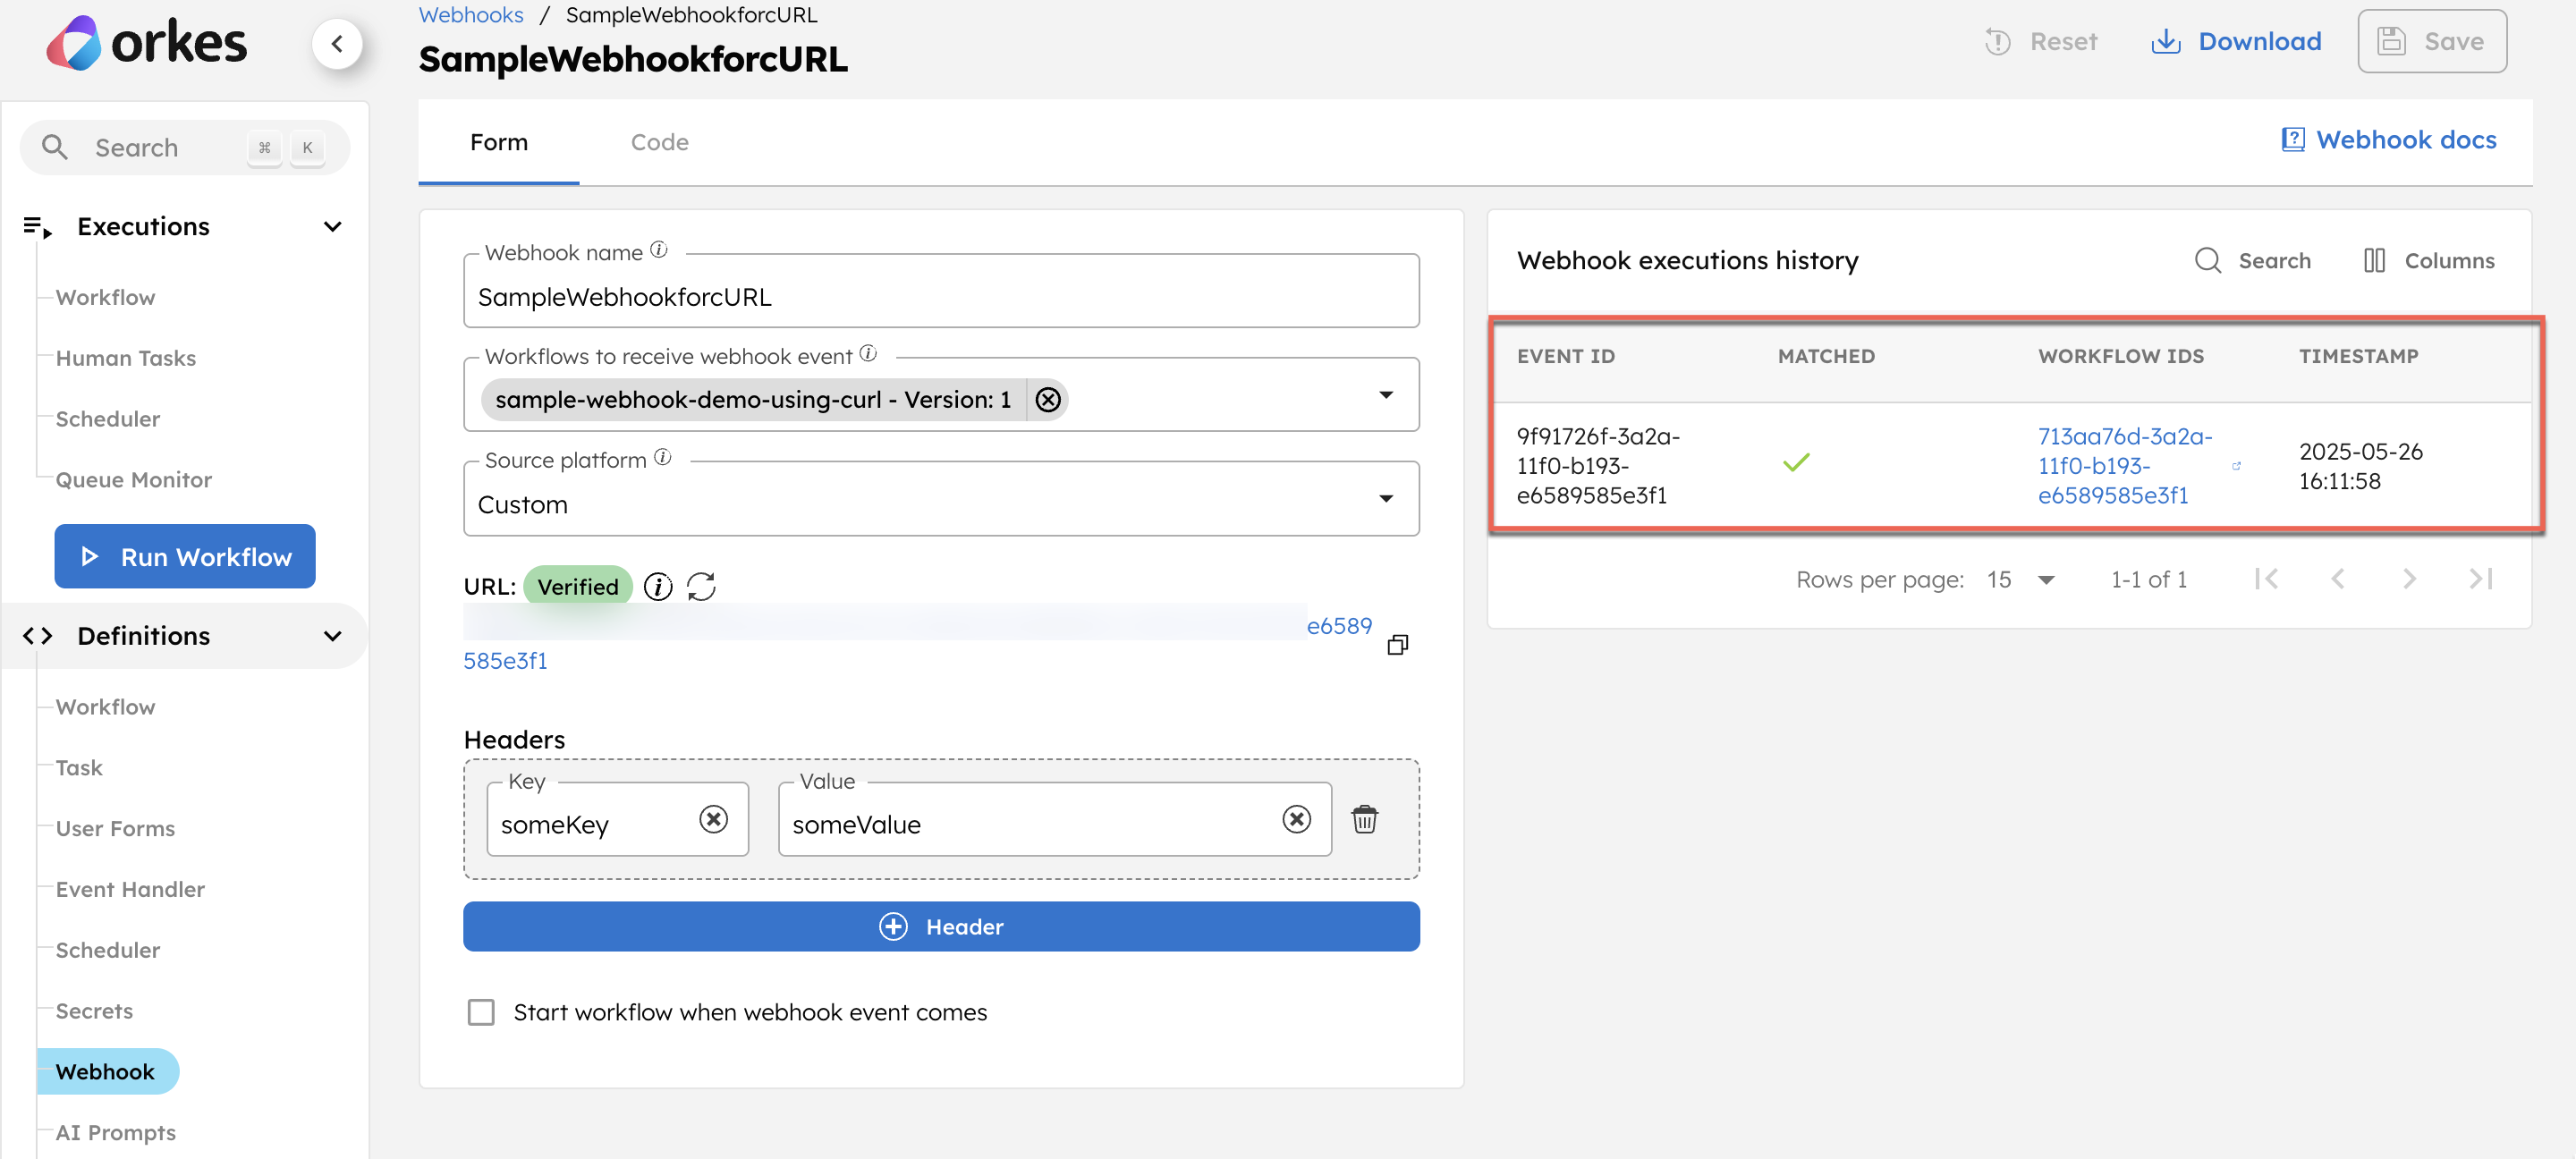 orkes
Search ⌘ K
Executions
Workflow
Human Tasks
Scheduler
Queue Monitor
Run Workflow
Definitions
Workflow
Task
User Forms
Event Handler
Scheduler
Secrets
Webhook
AI Prompts
Webhooks / SampleWebhookforcURL
SampleWebhookforcURL
Reset
Download
Save
Form
Code
Webhook docs
Webhook name
SampleWebhookforcURL
Workflows to receive webhook event
sample-webhook-demo-using-curl - Version: 1
Source platform
Custom
URL: Verified
e6589
585e3f1
Headers
Key
someKey
Value
someValue
Header
Start workflow when webhook event comes
Webhook executions history
Search
Columns
EVENT ID MATCHED WORKFLOW IDS TIMESTAMP
9f91726f-3a2a-
11f0-b193-
e6589585e3f1
713aa76d-3a2a-
11f0-b193-
e6589585e3f1
2025-05-26
16:11:58
Rows per page: 15 1-1 of 1